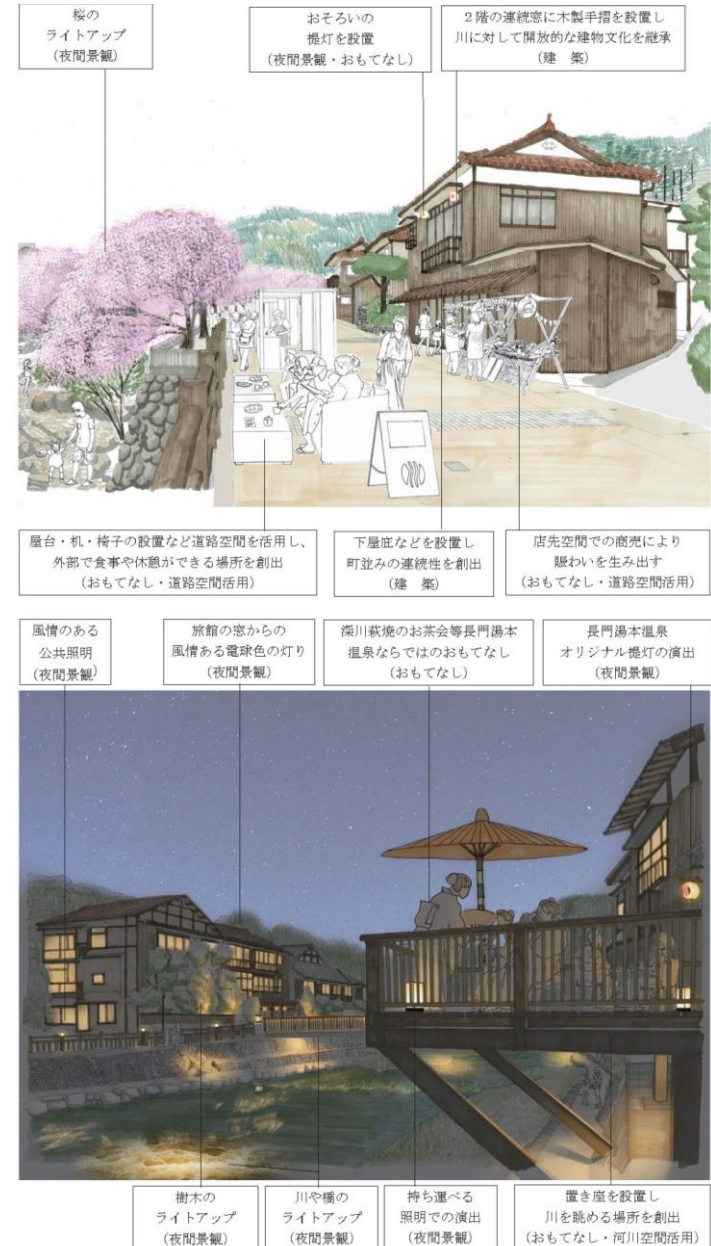 桜の
ライトアップ
(夜間景観)
おそろいの
提灯を設置
(夜間景観・おもてなし)
2階の連続窓に木製手摺を設置し
川に対して開放的な建物文化を継承
(建　築)
屋台・机・椅子の設置など道路空間を活用し、
外部で食事や休憩ができる場所を創出
(おもてなし・道路空間活用)
下屋庇などを設置し
町並みの連続性を創出
(建　築)
店先空間での商売により
賑わいを生み出す
(おもてなし・道路空間活用)
風情のある
公共照明
(夜間景観)
旅館の窓からの
風情ある電球色の灯り
(夜間景観)
深川萩焼のお茶会等長門湯本
温泉ならではのおもてなし
(おもてなし)
長門湯本温泉
オリジナル提灯の演出
(夜間景観)
樹木の
ライトアップ
(夜間景観)
川や橋の
ライトアップ
(夜間景観)
持ち運べる
照明での演出
(夜間景観)
置き座を設置し
川を眺める場所を創出
(おもてなし・河川空間活用)